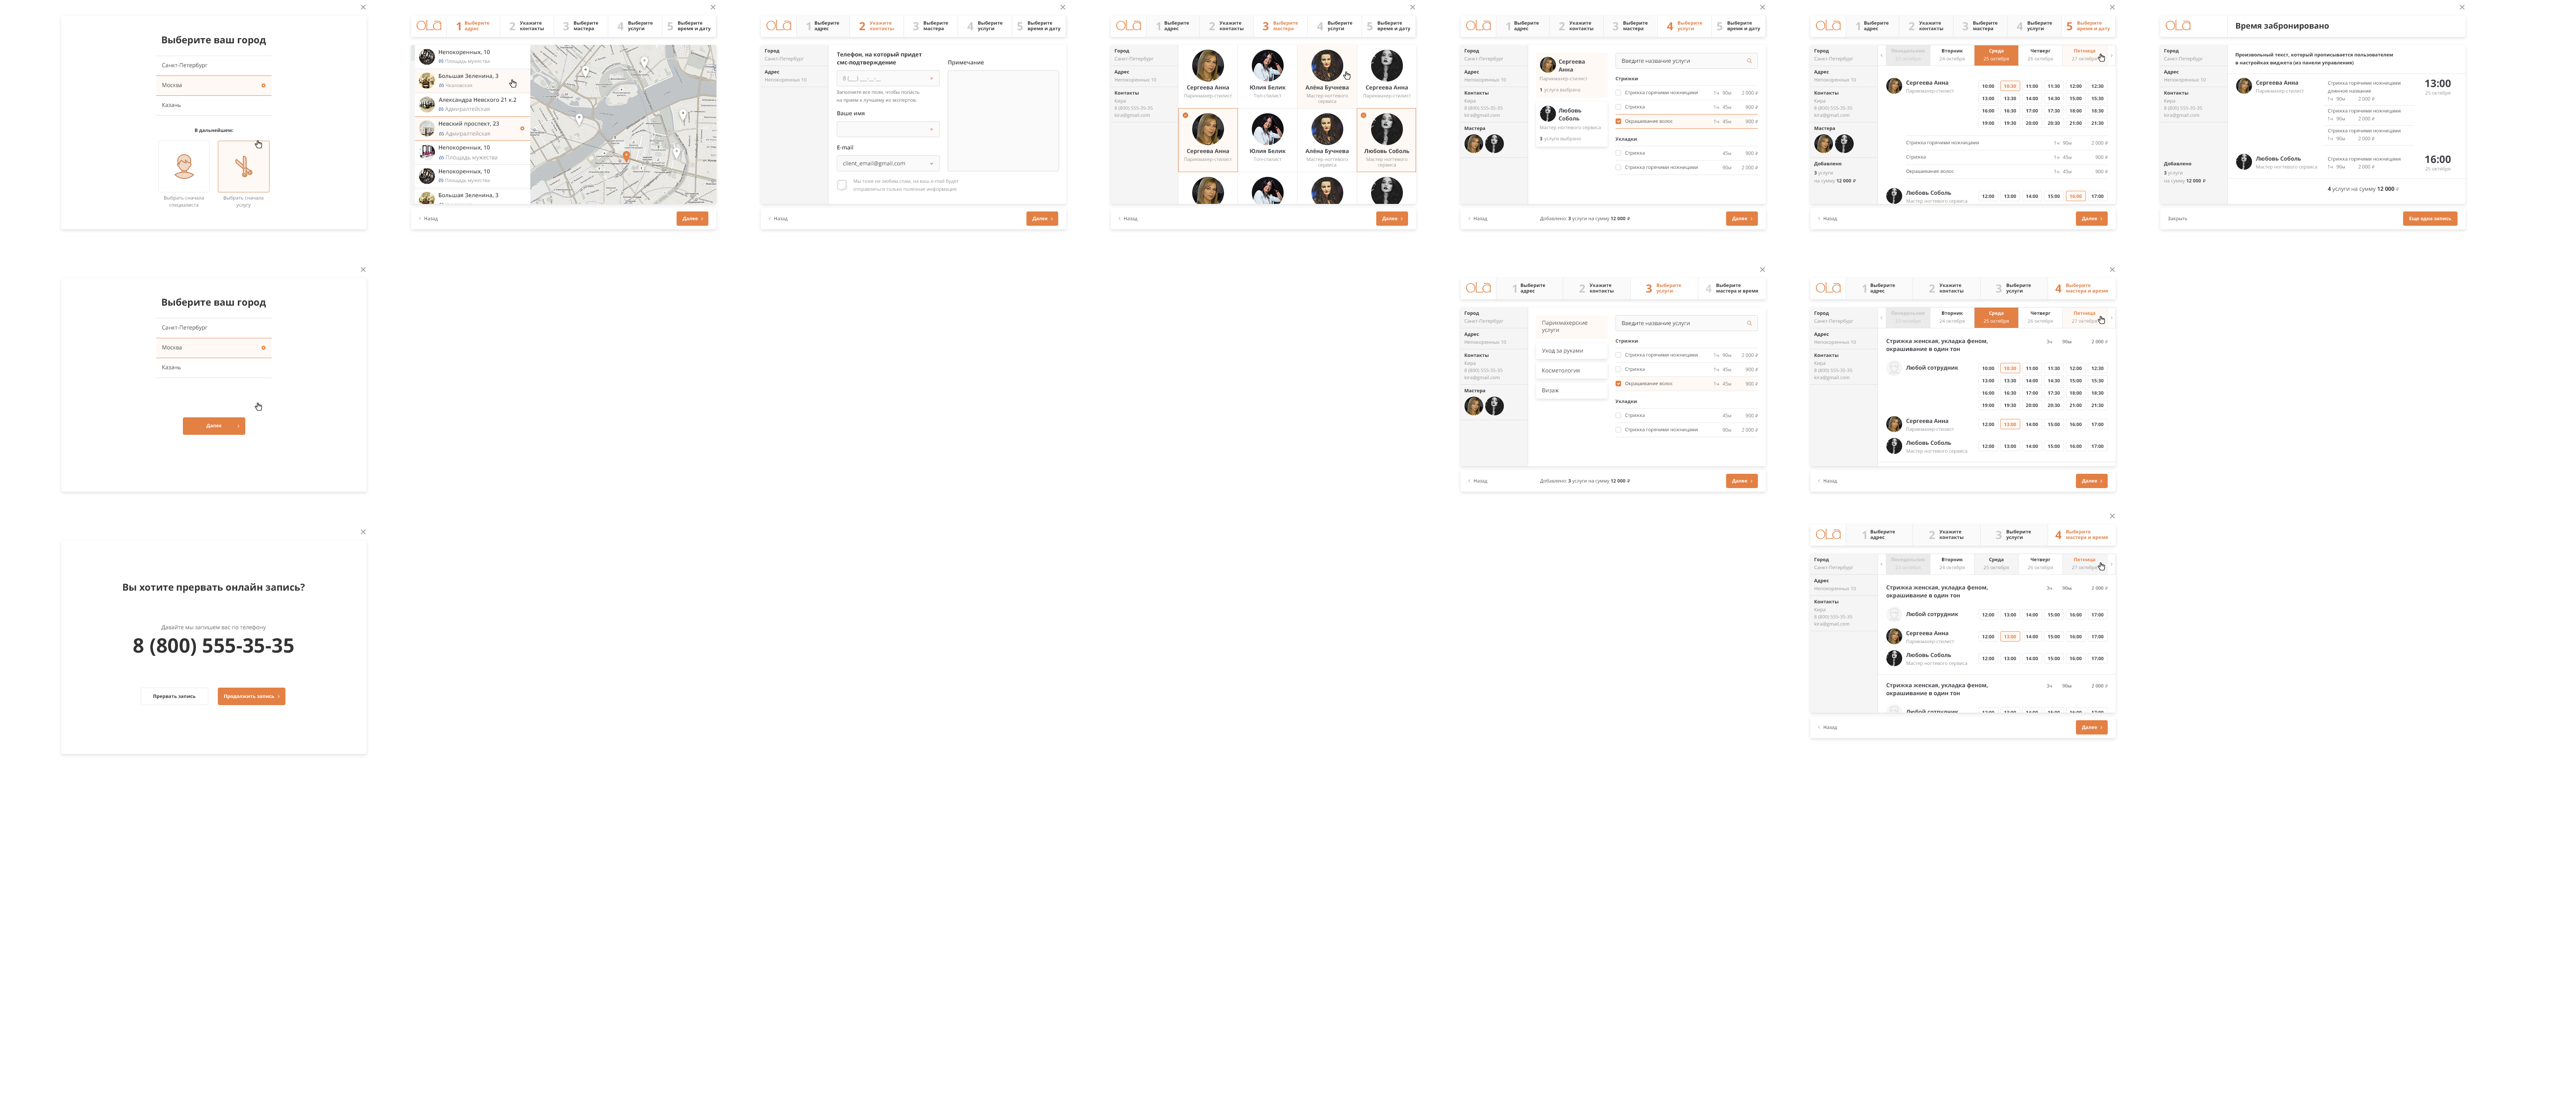 Выберите ваш город
Санкт-Петербург
Москва
Казань
В дальнейшем:
Выбрать сначала
специалиста
Выбрать сначала
услугу
OLA
1 Выберите
адрес
2 Укажите
контакты
3 Выберите
мастера
4 Выберите
услуги
5 Выберите
время и дату
Непокоренных, 10
Площадь мужества
Большая Зеленина, 3
Чкаловская
Александра Невского 21 к.2
Адмиралтейская
Невский проспект, 23
Адмиралтейская
Непокоренных, 10
Площадь мужества
Непокоренных, 10
Площадь мужества
Большая Зеленина, 3
Назад
Далее
OLA
1 Выберите
адрес
2 Укажите
контакты
3 Выберите
мастера
4 Выберите
услуги
5 Выберите
время и дату
Город
Санкт-Петербург
Адрес
Непокоренных 10
Телефон, на который придет
смс-подтверждение
8 (___) ___-__-__
Заполните все поля, чтобы попасть
на прием к лучшему из экспертов.
Ваше имя
E-mail
client_email@gmail.com
Мы тоже не любим спам, на ваш e-mail будет
отправляться только полезная информация
Примечание
Назад
Далее
OLA
1 Выберите
адрес
2 Укажите
контакты
3 Выберите
мастера
4 Выберите
услуги
5 Выберите
время и дату
Город
Санкт-Петербург
Адрес
Непокоренных 10
Контакты
Кира
8 (800) 555-35-35
kira@gmail.com
Сергеева Анна
Парикмахер-стилист
Юлия Белик
Топ-стилист
Алёна Бучнева
Мастер ногтевого
сервиса
Сергеева Анна
Парикмахер-стилист
Сергеева Анна
Парикмахер-стилист
Юлия Белик
Топ-стилист
Алёна Бучнева
Мастер ногтевого
сервиса
Любовь Соболь
Мастер ногтевого
сервиса
Назад
Далее
OLA
1 Выберите
адрес
2 Укажите
контакты
3 Выберите
мастера
4 Выберите
услуги
5 Выберите
время и дату
Город
Санкт-Петербург
Адрес
Непокоренных 10
Контакты
Кира
8 (800) 555-35-35
kira@gmail.com
Мастера
Сергеева
Анна
Парикмахер-стилист
1 услуга выбрано
Любовь
Соболь
Мастер ногтевого сервиса
3 услуги выбрано
Введите название услуги
Стрижки
Стрижка горячими ножницами 1ч 90м 2 000 ₽
Стрижка 1ч 45м 900 ₽
Окрашивание волос 1ч 45м 900 ₽
Укладки
Стрижка 45м 900 ₽
Стрижка горячими ножницами 90м 2 000 ₽
Назад
Добавлено: 3 услуги на сумму 12 000 ₽
Далее
OLA
1 Выберите
адрес
2 Укажите
контакты
3 Выберите
мастера
4 Выберите
услуги
5 Выберите
время и дату
Город
Санкт-Петербург
Адрес
Непокоренных 10
Контакты
Кира
8 (800) 555-35-35
kira@gmail.com
Мастера
Добавлено
3 услуги
на сумму 12 000 ₽
Понедельник
Вторник
24 октября
Среда
25 октября
Четверг
26 октября
Пятница
27 октября
Сергеева Анна
Парикмахер-стилист
10:00 10:30 11:00 11:30 12:00 12:30
13:00 13:30 14:00 14:30 15:00 15:30
16:00 16:30 17:00 17:30 18:00 18:30
19:00 19:30 20:00 20:30 21:00 21:30
Стрижка горячими ножницами 1ч 90м 2 000 ₽
Стрижка 1ч 45м 900 ₽
Окрашивание волос 1ч 45м 900 ₽
Любовь Соболь
Мастер ногтевого сервиса
12:00 13:00 14:00 15:00 16:00 17:00
Назад
Далее
OLA
Время забронировано
Город
Санкт-Петербург
Адрес
Непокоренных 10
Контакты
Кира
8 (800) 555-35-35
kira@gmail.com
Добавлено
3 услуги
на сумму 12 000 ₽
Произвольный текст, который прописывается пользователем
в настройках виджета (из панели управления)
Сергеева Анна
Парикмахер-стилист
Стрижка горячими ножницами
длинное название
1ч 90м 2 000 ₽
Стрижка горячими ножницами
1ч 90м 2 000 ₽
Стрижка горячими ножницами
1ч 90м 2 000 ₽
13:00
25 октября
Любовь Соболь
Мастер ногтевого сервиса
Стрижка горячими ножницами
1ч 90м 2 000 ₽
16:00
25 октября
4 услуги на сумму 12 000 ₽
Закрыть
Еще одна запись
Выберите ваш город
Санкт-Петербург
Москва
Казань
Далее
OLA
1 Выберите
адрес
2 Укажите
контакты
3 Выберите
услуги
4 Выберите
мастера и время
Город
Санкт-Петербург
Адрес
Непокоренных 10
Контакты
Кира
8 (800) 555-35-35
kira@gmail.com
Мастера
Парикмахерские
услуги
Уход за руками
Косметология
Визаж
Введите название услуги
Стрижки
Стрижка горячими ножницами 1ч 90м 2 000 ₽
Стрижка 1ч 45м 900 ₽
Окрашивание волос 1ч 45м 900 ₽
Укладки
Стрижка 45м 900 ₽
Стрижка горячими ножницами 90м 2 000 ₽
Назад
Добавлено: 3 услуги на сумму 12 000 ₽
Далее
OLA
1 Выберите
адрес
2 Укажите
контакты
3 Выберите
услуги
4 Выберите
мастера и время
Город
Санкт-Петербург
Адрес
Непокоренных 10
Контакты
Кира
8 (800) 555-35-35
kira@gmail.com
Понедельник
Вторник
24 октября
Среда
25 октября
Четверг
26 октября
Пятница
27 октября
Стрижка женская, укладка феном,
окрашивание в один тон
3ч 90м 2 000 ₽
Любой сотрудник
10:00 10:30 11:00 11:30 12:00 12:30
13:00 13:30 14:00 14:30 15:00 15:30
16:00 16:30 17:00 17:30 18:00 18:30
19:00 19:30 20:00 20:30 21:00 21:30
Сергеева Анна
Парикмахер-стилист
12:00 13:00 14:00 15:00 16:00 17:00
Любовь Соболь
Мастер ногтевого сервиса
12:00 13:00 14:00 15:00 16:00 17:00
Назад
Далее
Вы хотите прервать онлайн запись?
Давайте мы запишем вас по телефону
8 (800) 555-35-35
Прервать запись
Продолжить запись
OLA
1 Выберите
адрес
2 Укажите
контакты
3 Выберите
услуги
4 Выберите
мастера и время
Город
Санкт-Петербург
Адрес
Непокоренных 10
Контакты
Кира
8 (800) 555-35-35
kira@gmail.com
Понедельник
Вторник
24 октября
Среда
25 октября
Четверг
26 октября
Пятница
27 октября
Стрижка женская, укладка феном,
окрашивание в один тон
3ч 90м 2 000 ₽
Любой сотрудник
12:00 13:00 14:00 15:00 16:00 17:00
Сергеева Анна
Парикмахер-стилист
12:00 13:00 14:00 15:00 16:00 17:00
Любовь Соболь
Мастер ногтевого сервиса
12:00 13:00 14:00 15:00 16:00 17:00
Стрижка женская, укладка феном,
окрашивание в один тон
3ч 90м 2 000 ₽
Любой сотрудник
12:00 13:00 14:00 15:00 16:00 17:00
Назад
Далее